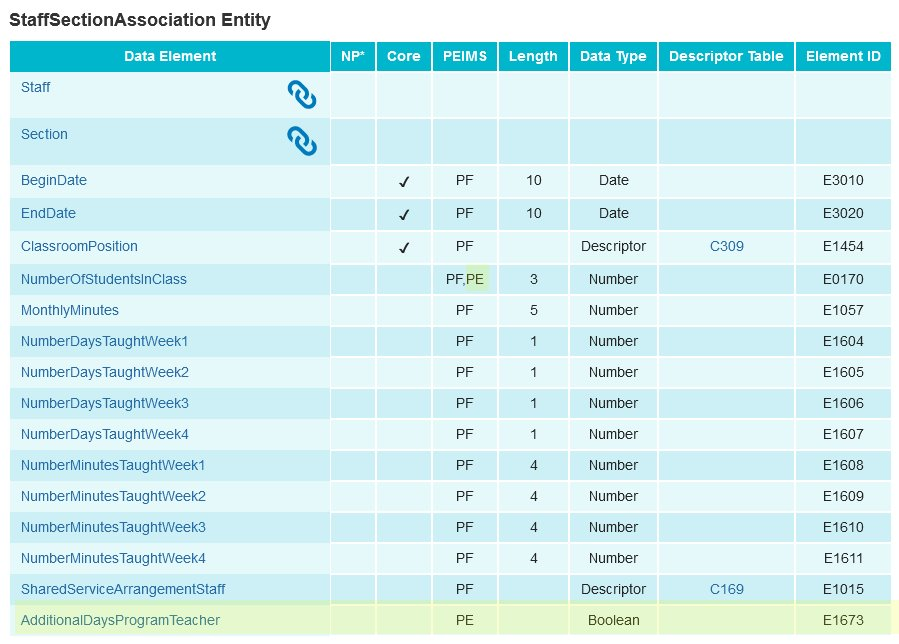 StaffSectionAssociation Entity
Data Element NP* Core PEIMS Length Data Type Descriptor Table Element ID
Staff
Section
BeginDate ✓ PF 10 Date E3010
EndDate ✓ PF 10 Date E3020
ClassroomPosition ✓ PF Descriptor C309 E1454
NumberOfStudentsInClass PF,PE 3 Number E0170
MonthlyMinutes PF 5 Number E1057
NumberDaysTaughtWeek1 PF 1 Number E1604
NumberDaysTaughtWeek2 PF 1 Number E1605
NumberDaysTaughtWeek3 PF 1 Number E1606
NumberDaysTaughtWeek4 PF 1 Number E1607
NumberMinutesTaughtWeek1 PF 4 Number E1608
NumberMinutesTaughtWeek2 PF 4 Number E1609
NumberMinutesTaughtWeek3 PF 4 Number E1610
NumberMinutesTaughtWeek4 PF 4 Number E1611
SharedServiceArrangementStaff PF Descriptor C169 E1015
AdditionalDaysProgramTeacher PE Boolean E1673